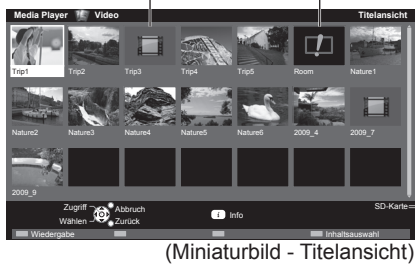 Media Player Video Titelansicht
Trip1 Trip2 Trip3 Trip4 Trip5 Room Nature1
Nature2 Nature3 Nature4 Nature5 Nature6 2009_4 2009_7
2009_9
Zugriff Abbruch
Wählen Zurück
i Info
SD-Karte
Wiedergabe Inhaltsauswahl
(Miniaturbild - Titelansicht)